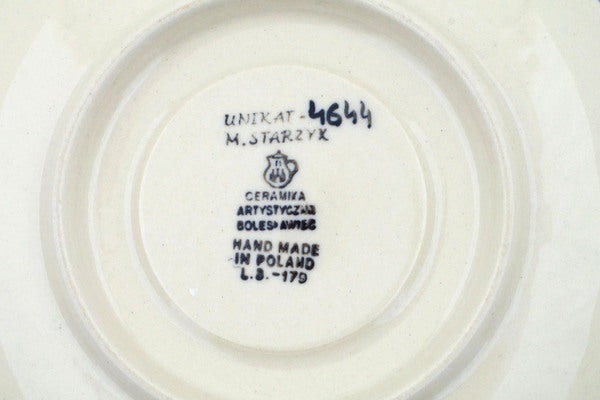 UNIKAT - 4644
M. STARZYK
CERAMIKA
ARTYSTYCZNA
BOLESŁAWIEC
HAND MADE
IN POLAND
L.B.-179